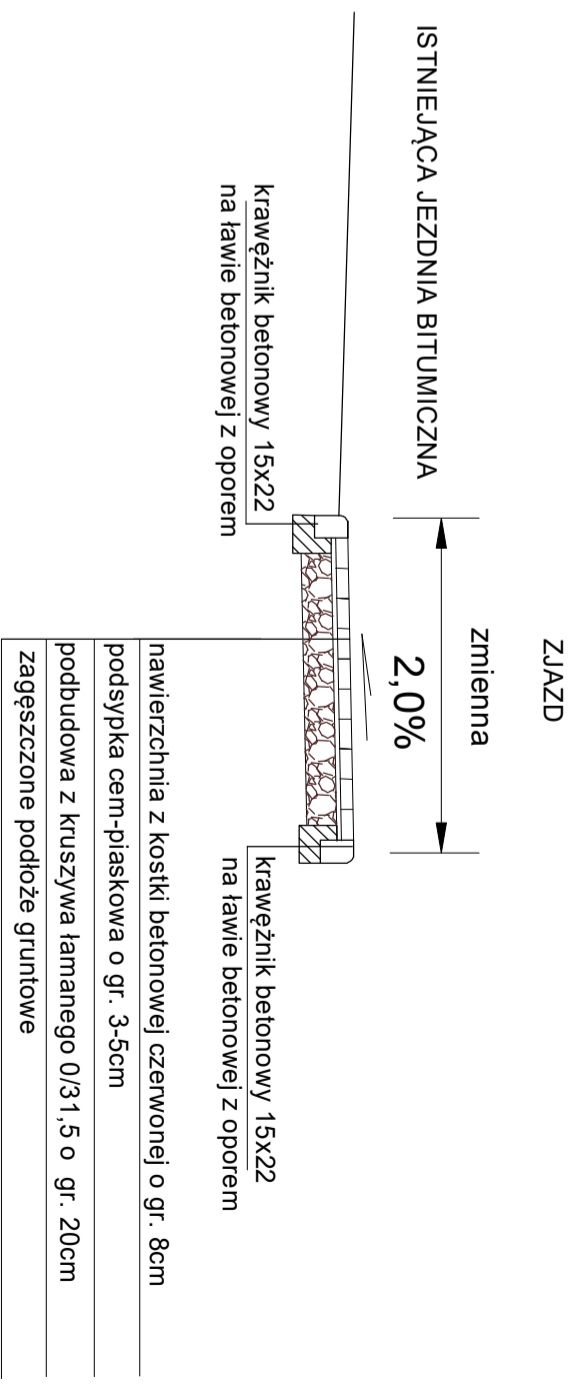 ZJAZD
ISTNIEJĄCA JEZDNIA BITUMICZNA
zmienna
2,0%
krawężnik betonowy 15x22
na ławie betonowej z oporem
krawężnik betonowy 15x22
na ławie betonowej z oporem
nawierzchnia z kostki betonowej czerwonej o gr. 8cm
podsypka cem-piaskowa o gr. 3-5cm
podbudowa z kruszywa łamanego 0/31,5 o gr. 20cm
zagęszczone podłoże gruntowe